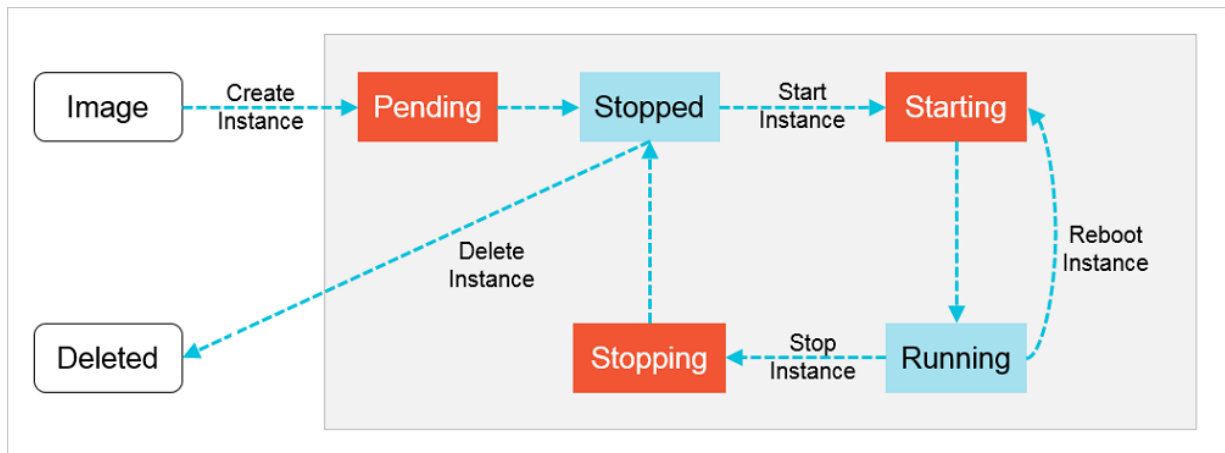 Image
Create
Instance
Pending
Stopped
Start
Instance
Starting
Delete
Instance
Reboot
Instance
Deleted
Stopping
Stop
Instance
Running